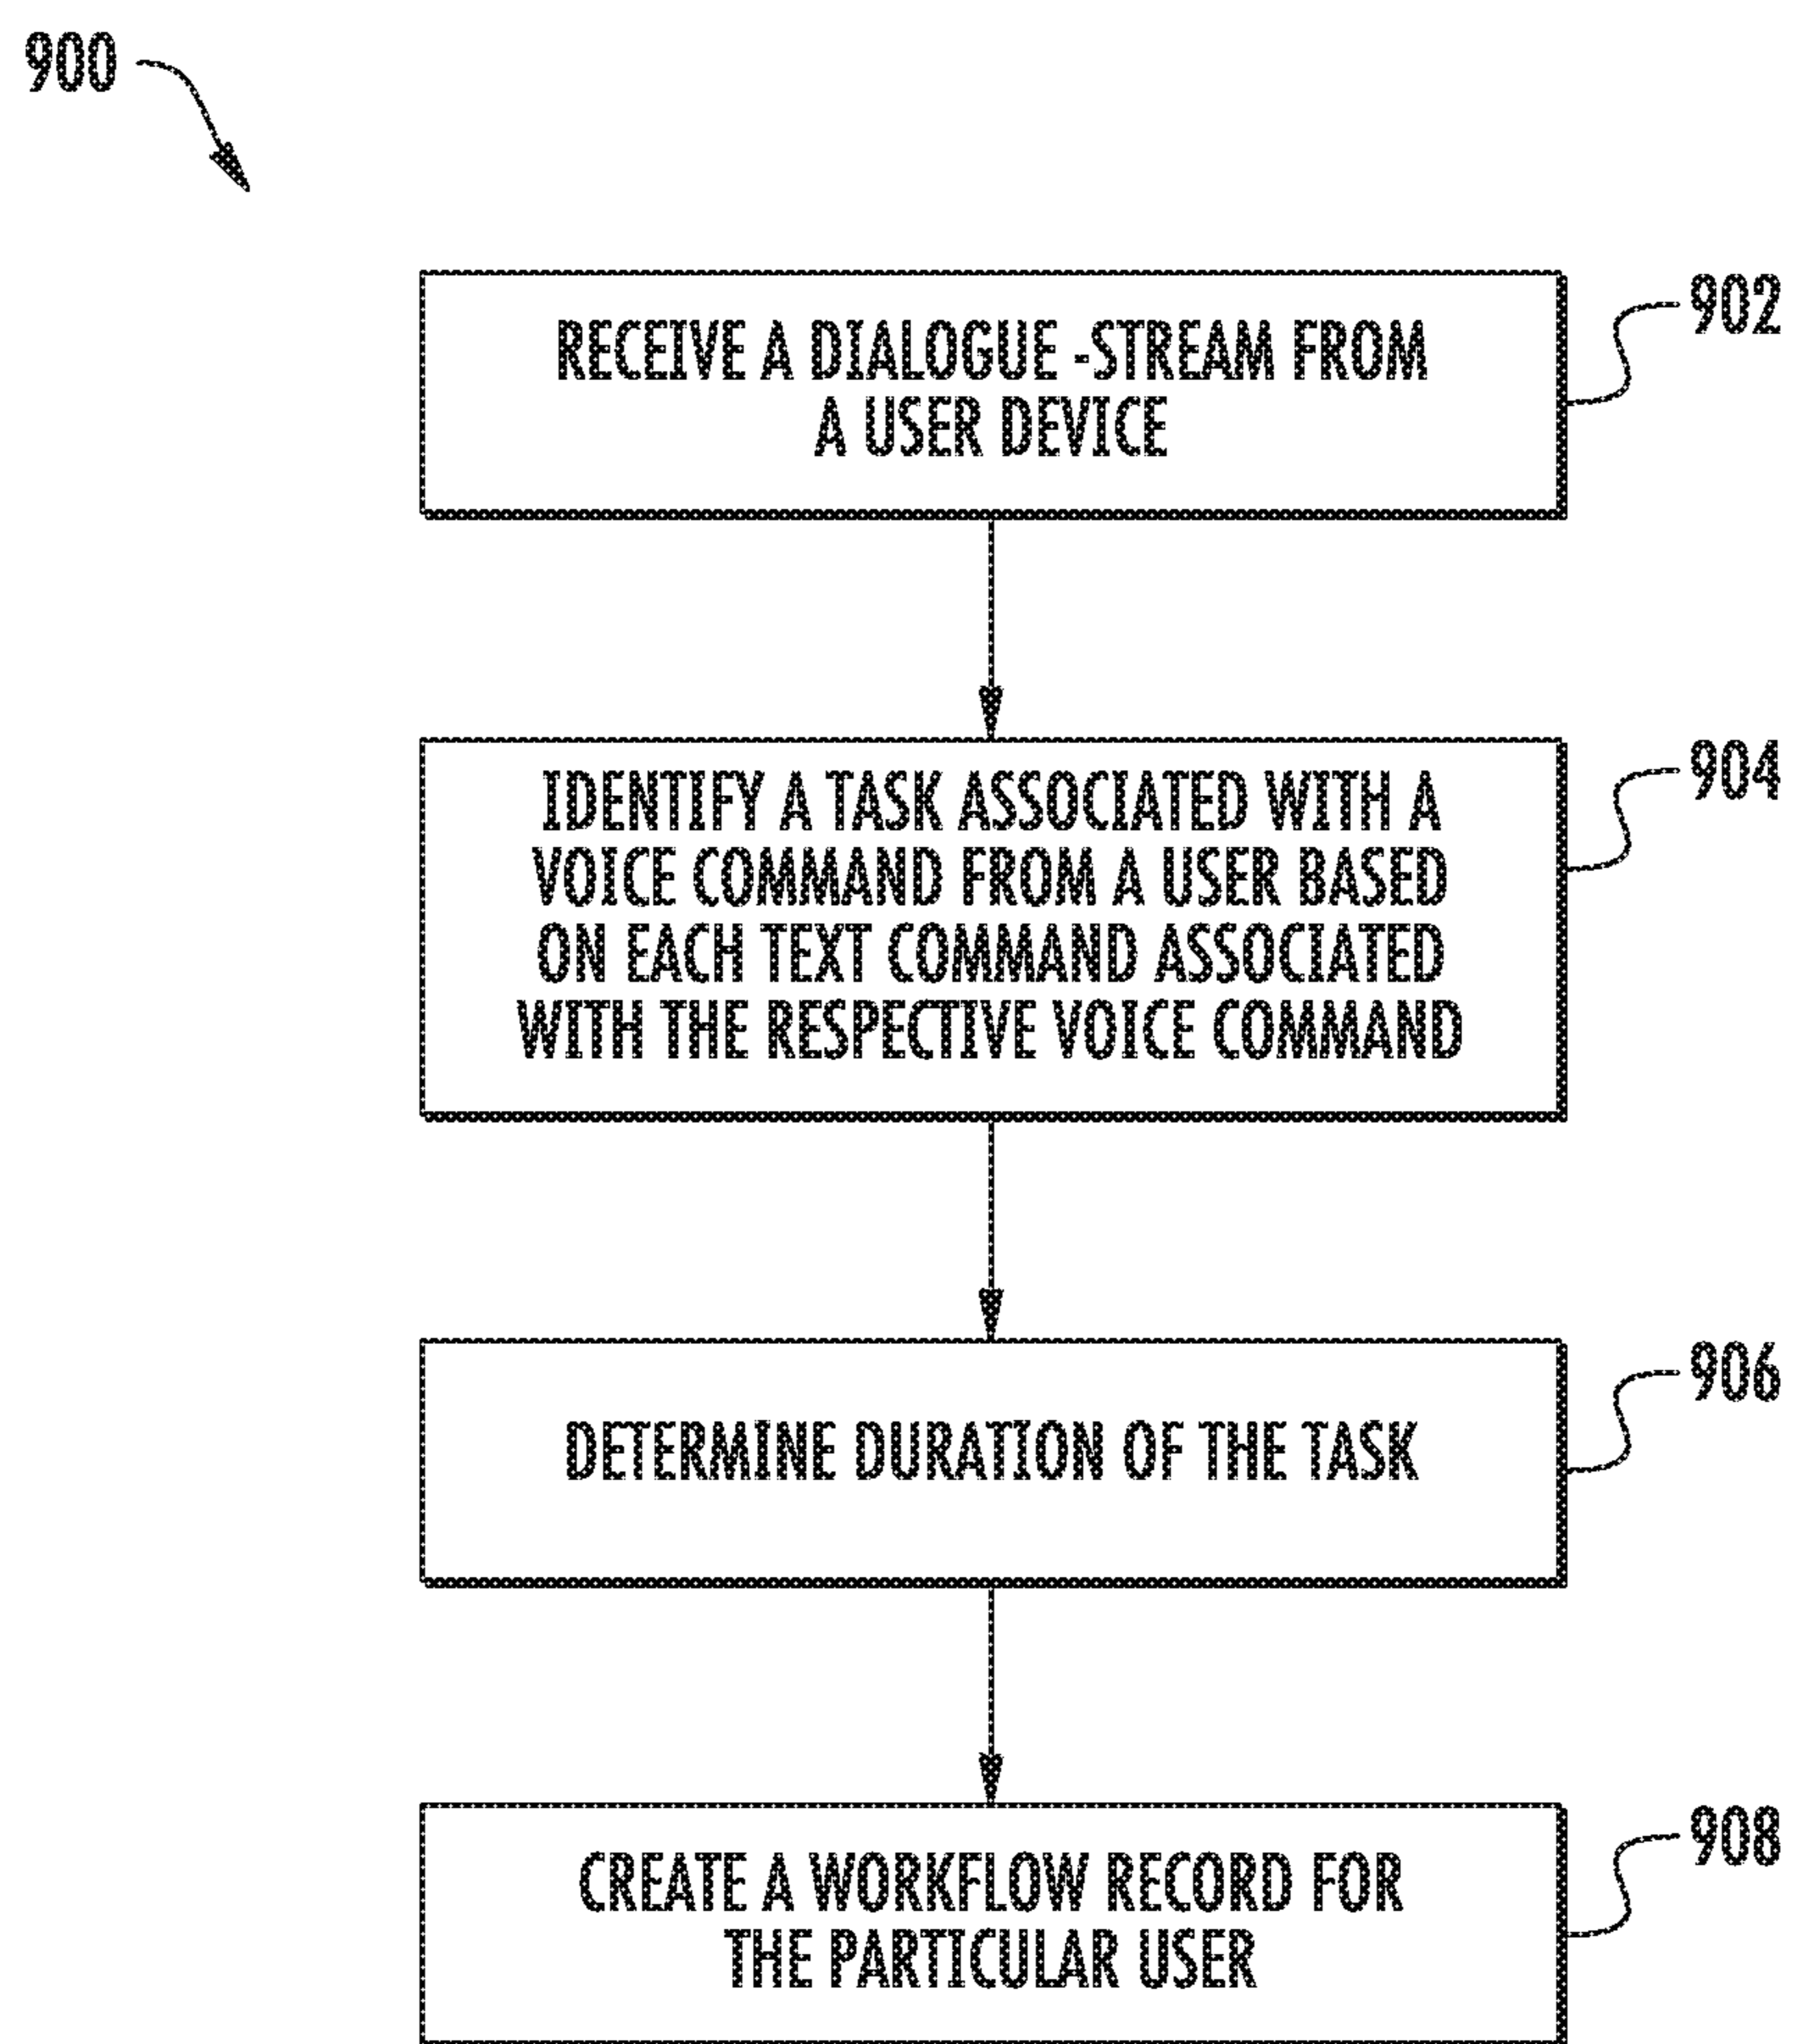 900
902
RECEIVE A DIALOGUE -STREAM FROM
A USER DEVICE
904
IDENTIFY A TASK ASSOCIATED WITH A
VOICE COMMAND FROM A USER BASED
ON EACH TEXT COMMAND ASSOCIATED
WITH THE RESPECTIVE VOICE COMMAND
906
DETERMINE DURATION OF THE TASK
908
CREATE A WORKFLOW RECORD FOR
THE PARTICULAR USER